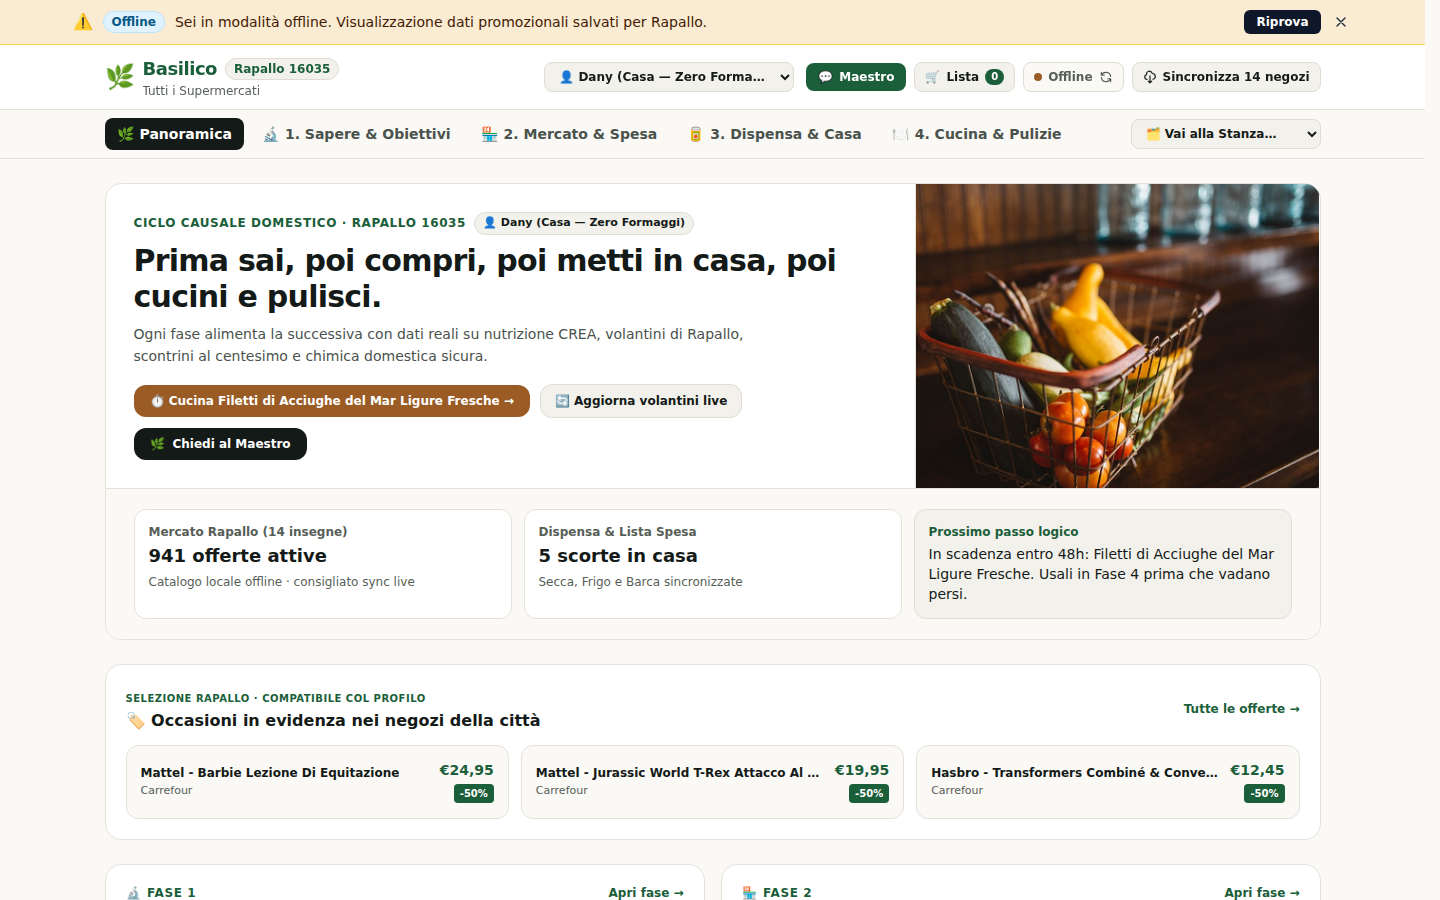 Offline Sei in modalità offline. Visualizzazione dati promozionali salvati per Rapallo. Riprova
Basilico Rapallo 16035
Tutti i Supermercati
Dany (Casa — Zero Forma...
Maestro
Lista 0
Offline
Sincronizza 14 negozi
Panoramica
1. Sapere & Obiettivi
2. Mercato & Spesa
3. Dispensa & Casa
4. Cucina & Pulizie
Vai alla Stanza...
CICLO CAUSALE DOMESTICO · RAPALLO 16035 Dany (Casa — Zero Formaggi)
Prima sai, poi compri, poi metti in casa, poi
cucini e pulisci.
Ogni fase alimenta la successiva con dati reali su nutrizione CREA, volantini di Rapallo,
scontrini al centesimo e chimica domestica sicura.
Cucina Filetti di Acciughe del Mar Ligure Fresche →
Aggiorna volantini live
Chiedi al Maestro
Mercato Rapallo (14 insegne)
941 offerte attive
Catalogo locale offline · consigliato sync live
Dispensa & Lista Spesa
5 scorte in casa
Secca, Frigo e Barca sincronizzate
Prossimo passo logico
In scadenza entro 48h: Filetti di Acciughe del Mar
Ligure Fresche. Usali in Fase 4 prima che vadano
persi.
SELEZIONE RAPALLO · COMPATIBILE COL PROFILO
Occasioni in evidenza nei negozi della città
Tutte le offerte →
Mattel - Barbie Lezione Di Equitazione €24,95
Carrefour -50%
Mattel - Jurassic World T-Rex Attacco Al ... €19,95
Carrefour -50%
Hasbro - Transformers Combiné & Conve... €12,45
Carrefour -50%
FASE 1 Apri fase →
FASE 2 Apri fase →